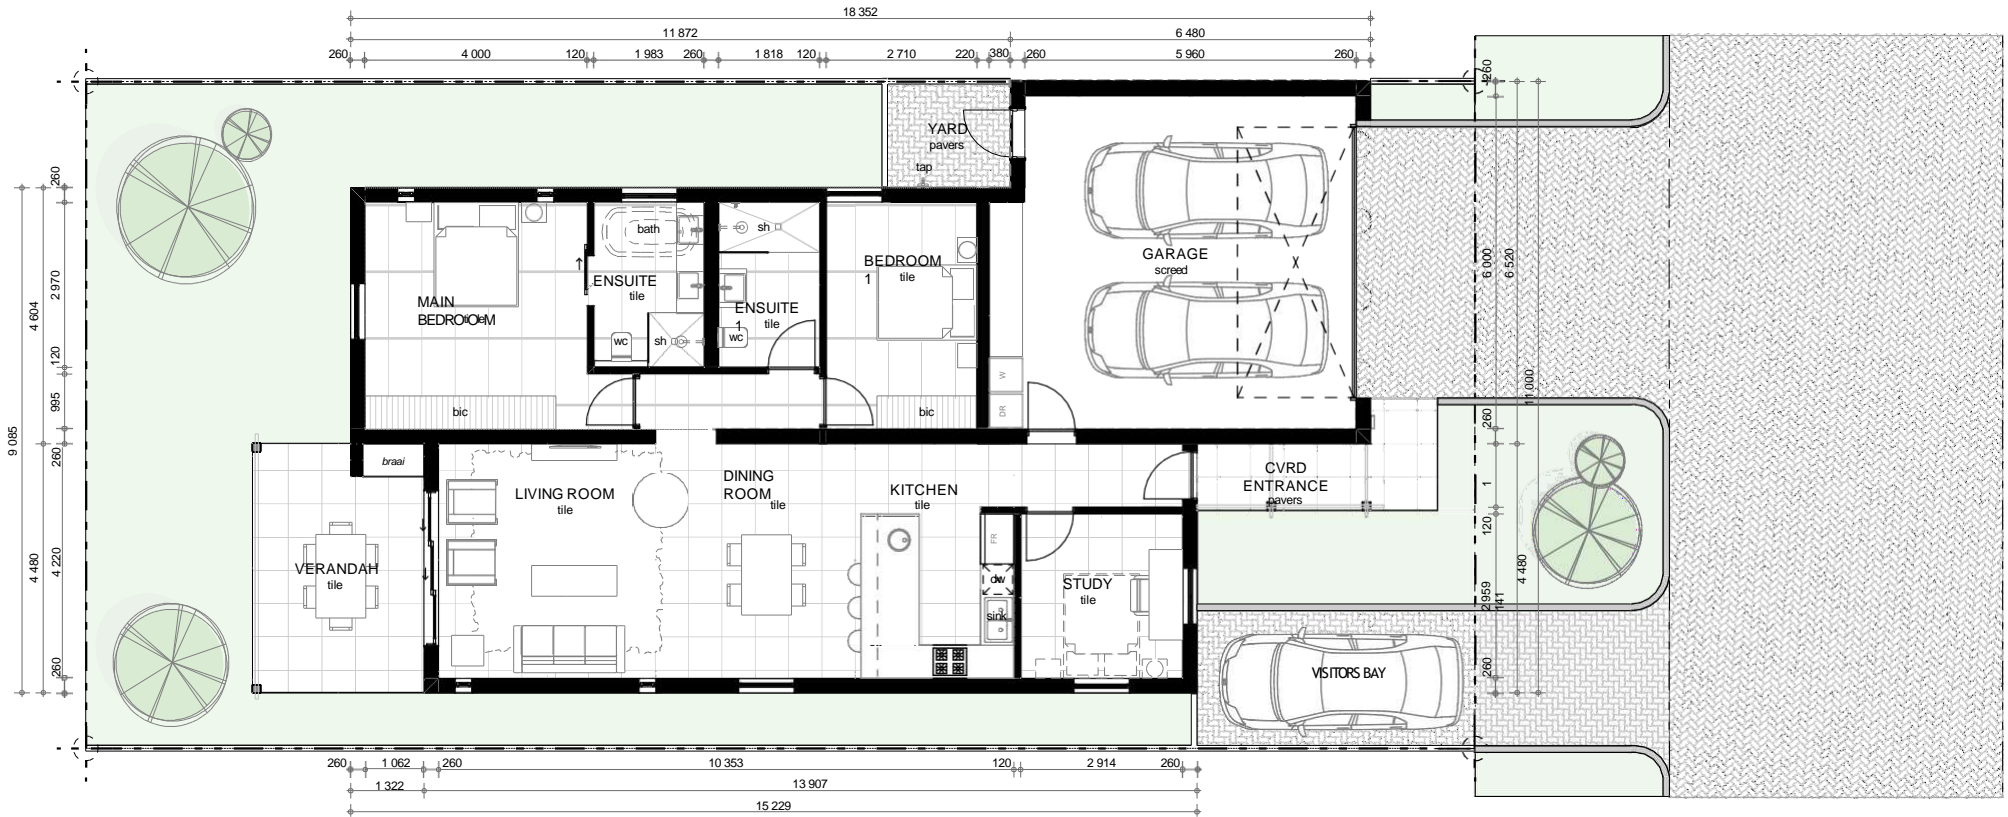 18 352
11 872
6 480
260
4 000
120
1 983
260
1 818
120
2 710
220
380
260
5 960
260
YARD
pavers
tap
bath
sh
BEDROOM
1
tile
ENSUITE
tile
ENSUITE
1
tile
MAIN
BEDROOM
tile
wc
sh
wc
GARAGE
screed
W
DR
bic
bic
braai
LIVING ROOM
tile
DINING
ROOM
tile
KITCHEN
tile
CVRD
ENTRANCE
pavers
VERANDAH
tile
FR
dw
sink
STUDY
tile
VISITORS BAY
260
2 970
4 604
120
995
9 085
260
4 480
4 220
260
260
6 000
6 520
11 000
260
1
120
4 480
2 959
141
260
260
1 062
260
10 353
120
2 914
260
1 322
13 907
15 229